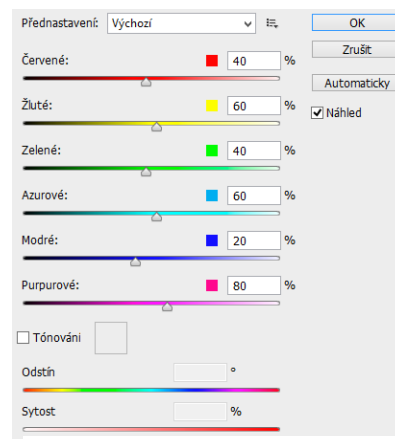 Přednastavení: Výchozí OK
Zrušit
Červené: 40 %
Automaticky
Žluté: 60 %
Náhled
Zelené: 40 %
Azurové: 60 %
Modré: 20 %
Purpurové: 80 %
Tónováni
Odstín °
Sytost %